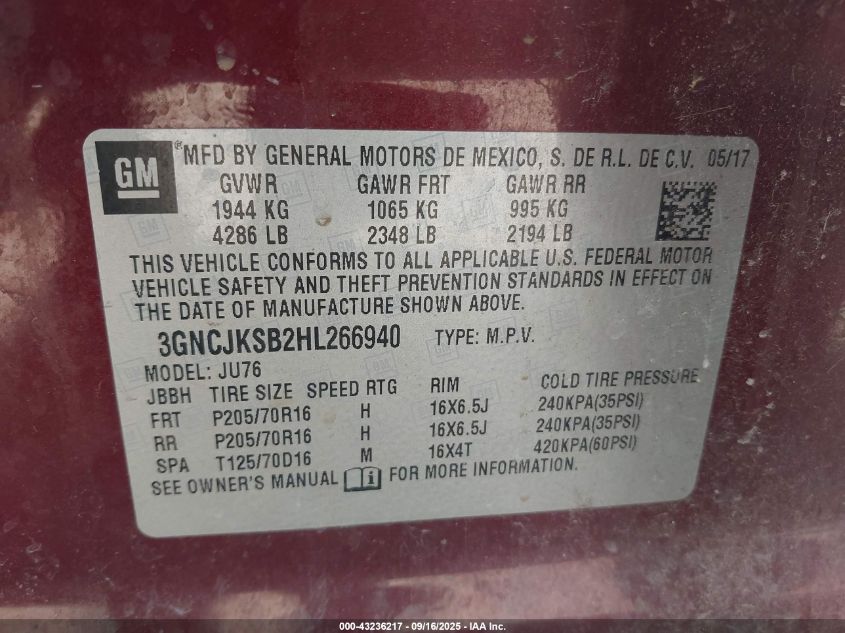 GM ® MFD BY GENERAL MOTORS DE MEXICO, S. DE R.L. DE C.V. 05/17
GVWR GAWR FRT GAWR RR
1944 KG 1065 KG 995 KG
4286 LB 2348 LB 2194 LB
THIS VEHICLE CONFORMS TO ALL APPLICABLE U.S. FEDERAL MOTOR
VEHICLE SAFETY AND THEFT PREVENTION STANDARDS IN EFFECT ON
THE DATE OF MANUFACTURE SHOWN ABOVE.
3GNCJKSB2HL266940 TYPE: M.P.V.
MODEL: JU76
JBBH TIRE SIZE SPEED RTG RIM COLD TIRE PRESSURE
FRT P205/70R16 H 16X6.5J 240KPA(35PSI)
RR P205/70R16 H 16X6.5J 240KPA(35PSI)
SPA T125/70D16 M 16X4T 420KPA(60PSI)
SEE OWNER'S MANUAL i FOR MORE INFORMATION.
000-43236217 - 09/16/2025 - IAA Inc.